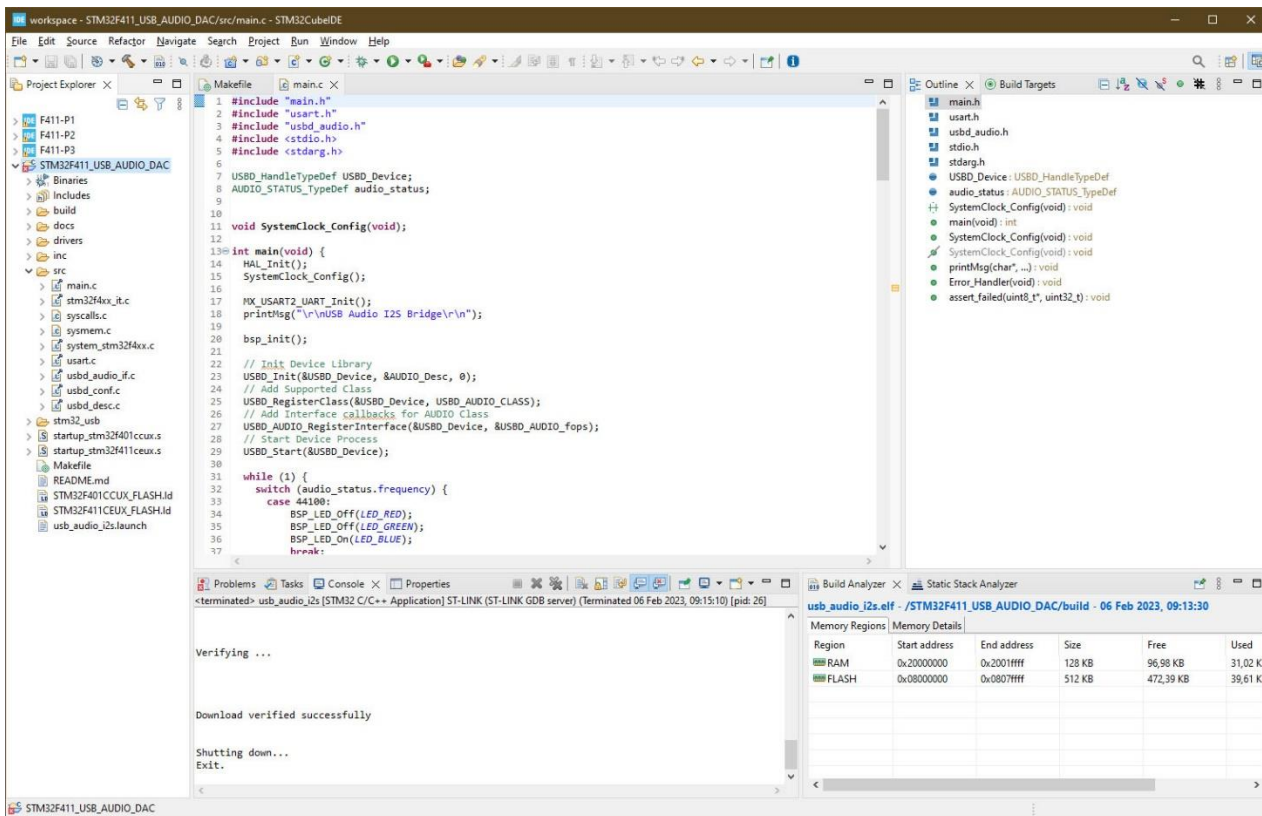 workspace - STM32F411_USB_AUDIO_DAC/src/main.c - STM32CubeIDE
File Edit Source Refactor Navigate Search Project Run Window Help
Project Explorer
F411-P1
F411-P2
F411-P3
STM32F411_USB_AUDIO_DAC
Binaries
Includes
build
docs
drivers
inc
src
main.c
stm32f4xx_it.c
syscalls.c
sysmem.c
system_stm32f4xx.c
usart.c
usbd_audio_if.c
usbd_conf.c
usbd_desc.c
stm32_usb
startup_stm32f401ccux.s
startup_stm32f411ceux.s
Makefile
README.md
STM32F401CCUX_FLASH.ld
STM32F411CEUX_FLASH.ld
usb_audio_i2s.launch
Makefile main.c
1 #include "main.h"
2 #include "usart.h"
3 #include "usbd_audio.h"
4 #include <stdio.h>
5 #include <stdarg.h>
6
7 USBD_HandleTypeDef USBD_Device;
8 AUDIO_STATUS_TypeDef audio_status;
9
10
11 void SystemClock_Config(void);
12
13 int main(void) {
14 HAL_Init();
15 SystemClock_Config();
16
17 MX_USART2_UART_Init();
18 printMsg("\r\nUSB Audio I2S Bridge\r\n");
19
20 bsp_init();
21
22 // Init Device Library
23 USBD_Init(&USBD_Device, &AUDIO_Desc, 0);
24 // Add Supported Class
25 USBD_RegisterClass(&USBD_Device, USBD_AUDIO_CLASS);
26 // Add Interface callbacks for AUDIO Class
27 USBD_AUDIO_RegisterInterface(&USBD_Device, &USBD_AUDIO_fops);
28 // Start Device Process
29 USBD_Start(&USBD_Device);
30
31 while (1) {
32 switch (audio_status.frequency) {
33 case 44100:
34 BSP_LED_Off(LED_RED);
35 BSP_LED_Off(LED_GREEN);
36 BSP_LED_On(LED_BLUE);
37 break;
Outline Build Targets
main.h
usart.h
usbd_audio.h
stdio.h
stdarg.h
USBD_Device : USBD_HandleTypeDef
audio_status : AUDIO_STATUS_TypeDef
SystemClock_Config(void) : void
main(void) : int
SystemClock_Config(void) : void
SystemClock_Config(void) : void
printMsg(char*, ...) : void
Error_Handler(void) : void
assert_failed(uint8_t*, uint32_t) : void
Problems Tasks Console Properties
<terminated> usb_audio_i2s [STM32 C/C++ Application] ST-LINK (ST-LINK GDB server) (Terminated 06 Feb 2023, 09:15:10) [pid: 26]
Verifying ...
Download verified successfully
Shutting down...
Exit.
Build Analyzer Static Stack Analyzer
usb_audio_i2s.elf - /STM32F411_USB_AUDIO_DAC/build - 06 Feb 2023, 09:13:30
Memory Regions Memory Details
Region Start address End address Size Free Used
RAM 0x20000000 0x2001ffff 128 KB 96,98 KB 31,02 K
FLASH 0x08000000 0x0807ffff 512 KB 472,39 KB 39,61 K
STM32F411_USB_AUDIO_DAC